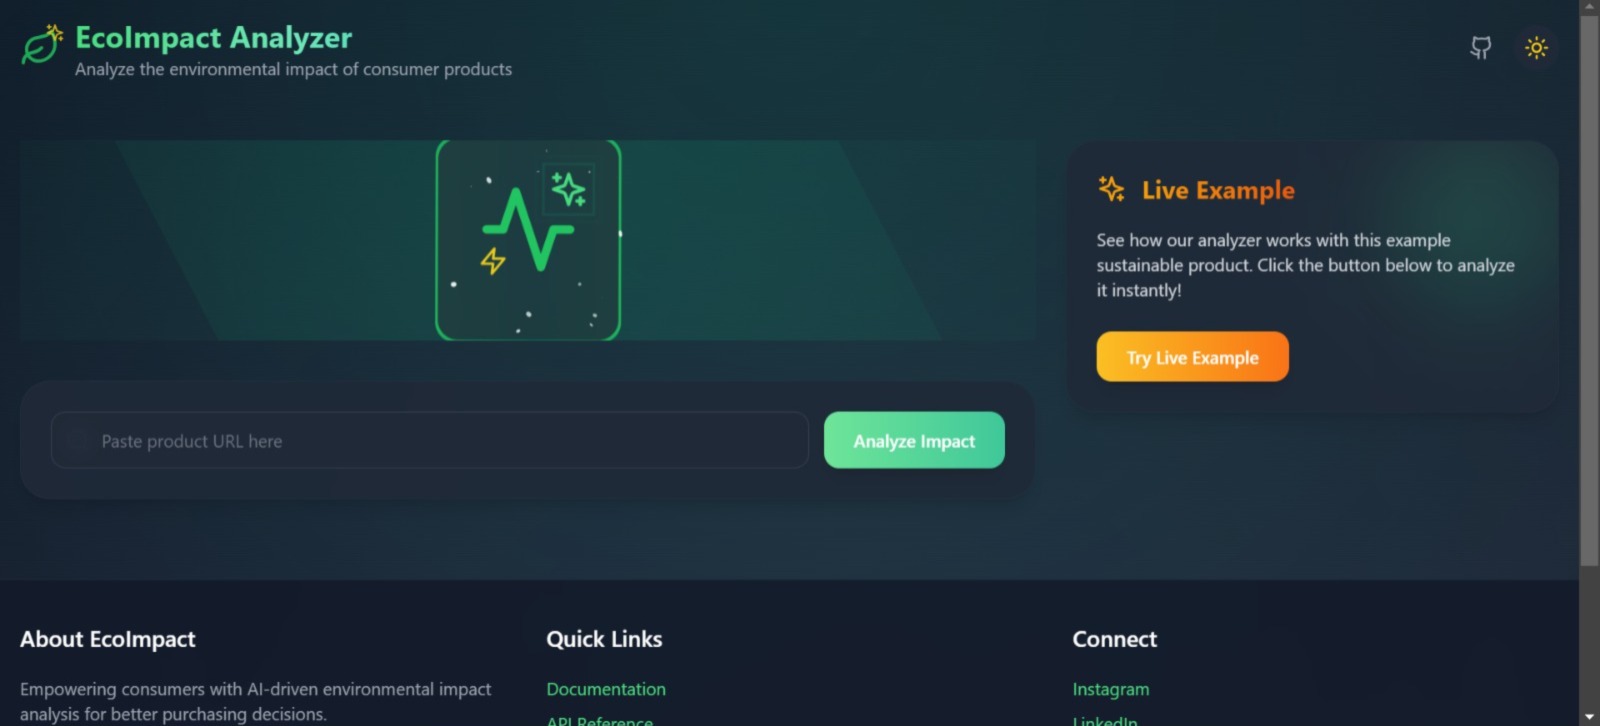 EcoImpact Analyzer
Analyze the environmental impact of consumer products
Live Example
See how our analyzer works with this example
sustainable product. Click the button below to analyze
it instantly!
Try Live Example
Paste product URL here
Analyze Impact
About EcoImpact
Empowering consumers with AI-driven environmental impact
analysis for better purchasing decisions.
Quick Links
Documentation
API Reference
Connect
Instagram
LinkedIn